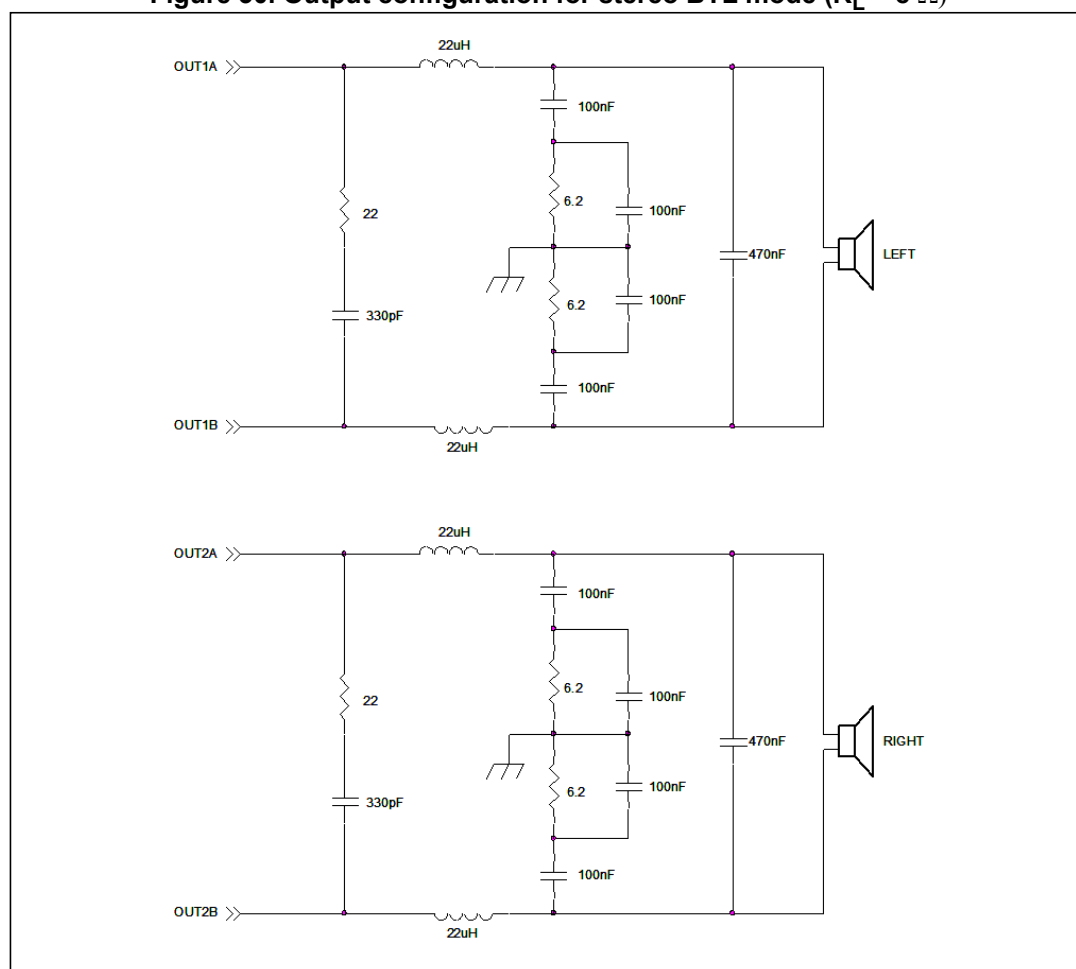 22uH
OUT1A
100nF
6.2
100nF
22
470nF
LEFT
6.2
100nF
330pF
100nF
OUT1B
22uH
22uH
OUT2A
100nF
6.2
100nF
22
470nF
RIGHT
6.2
100nF
330pF
100nF
OUT2B
22uH